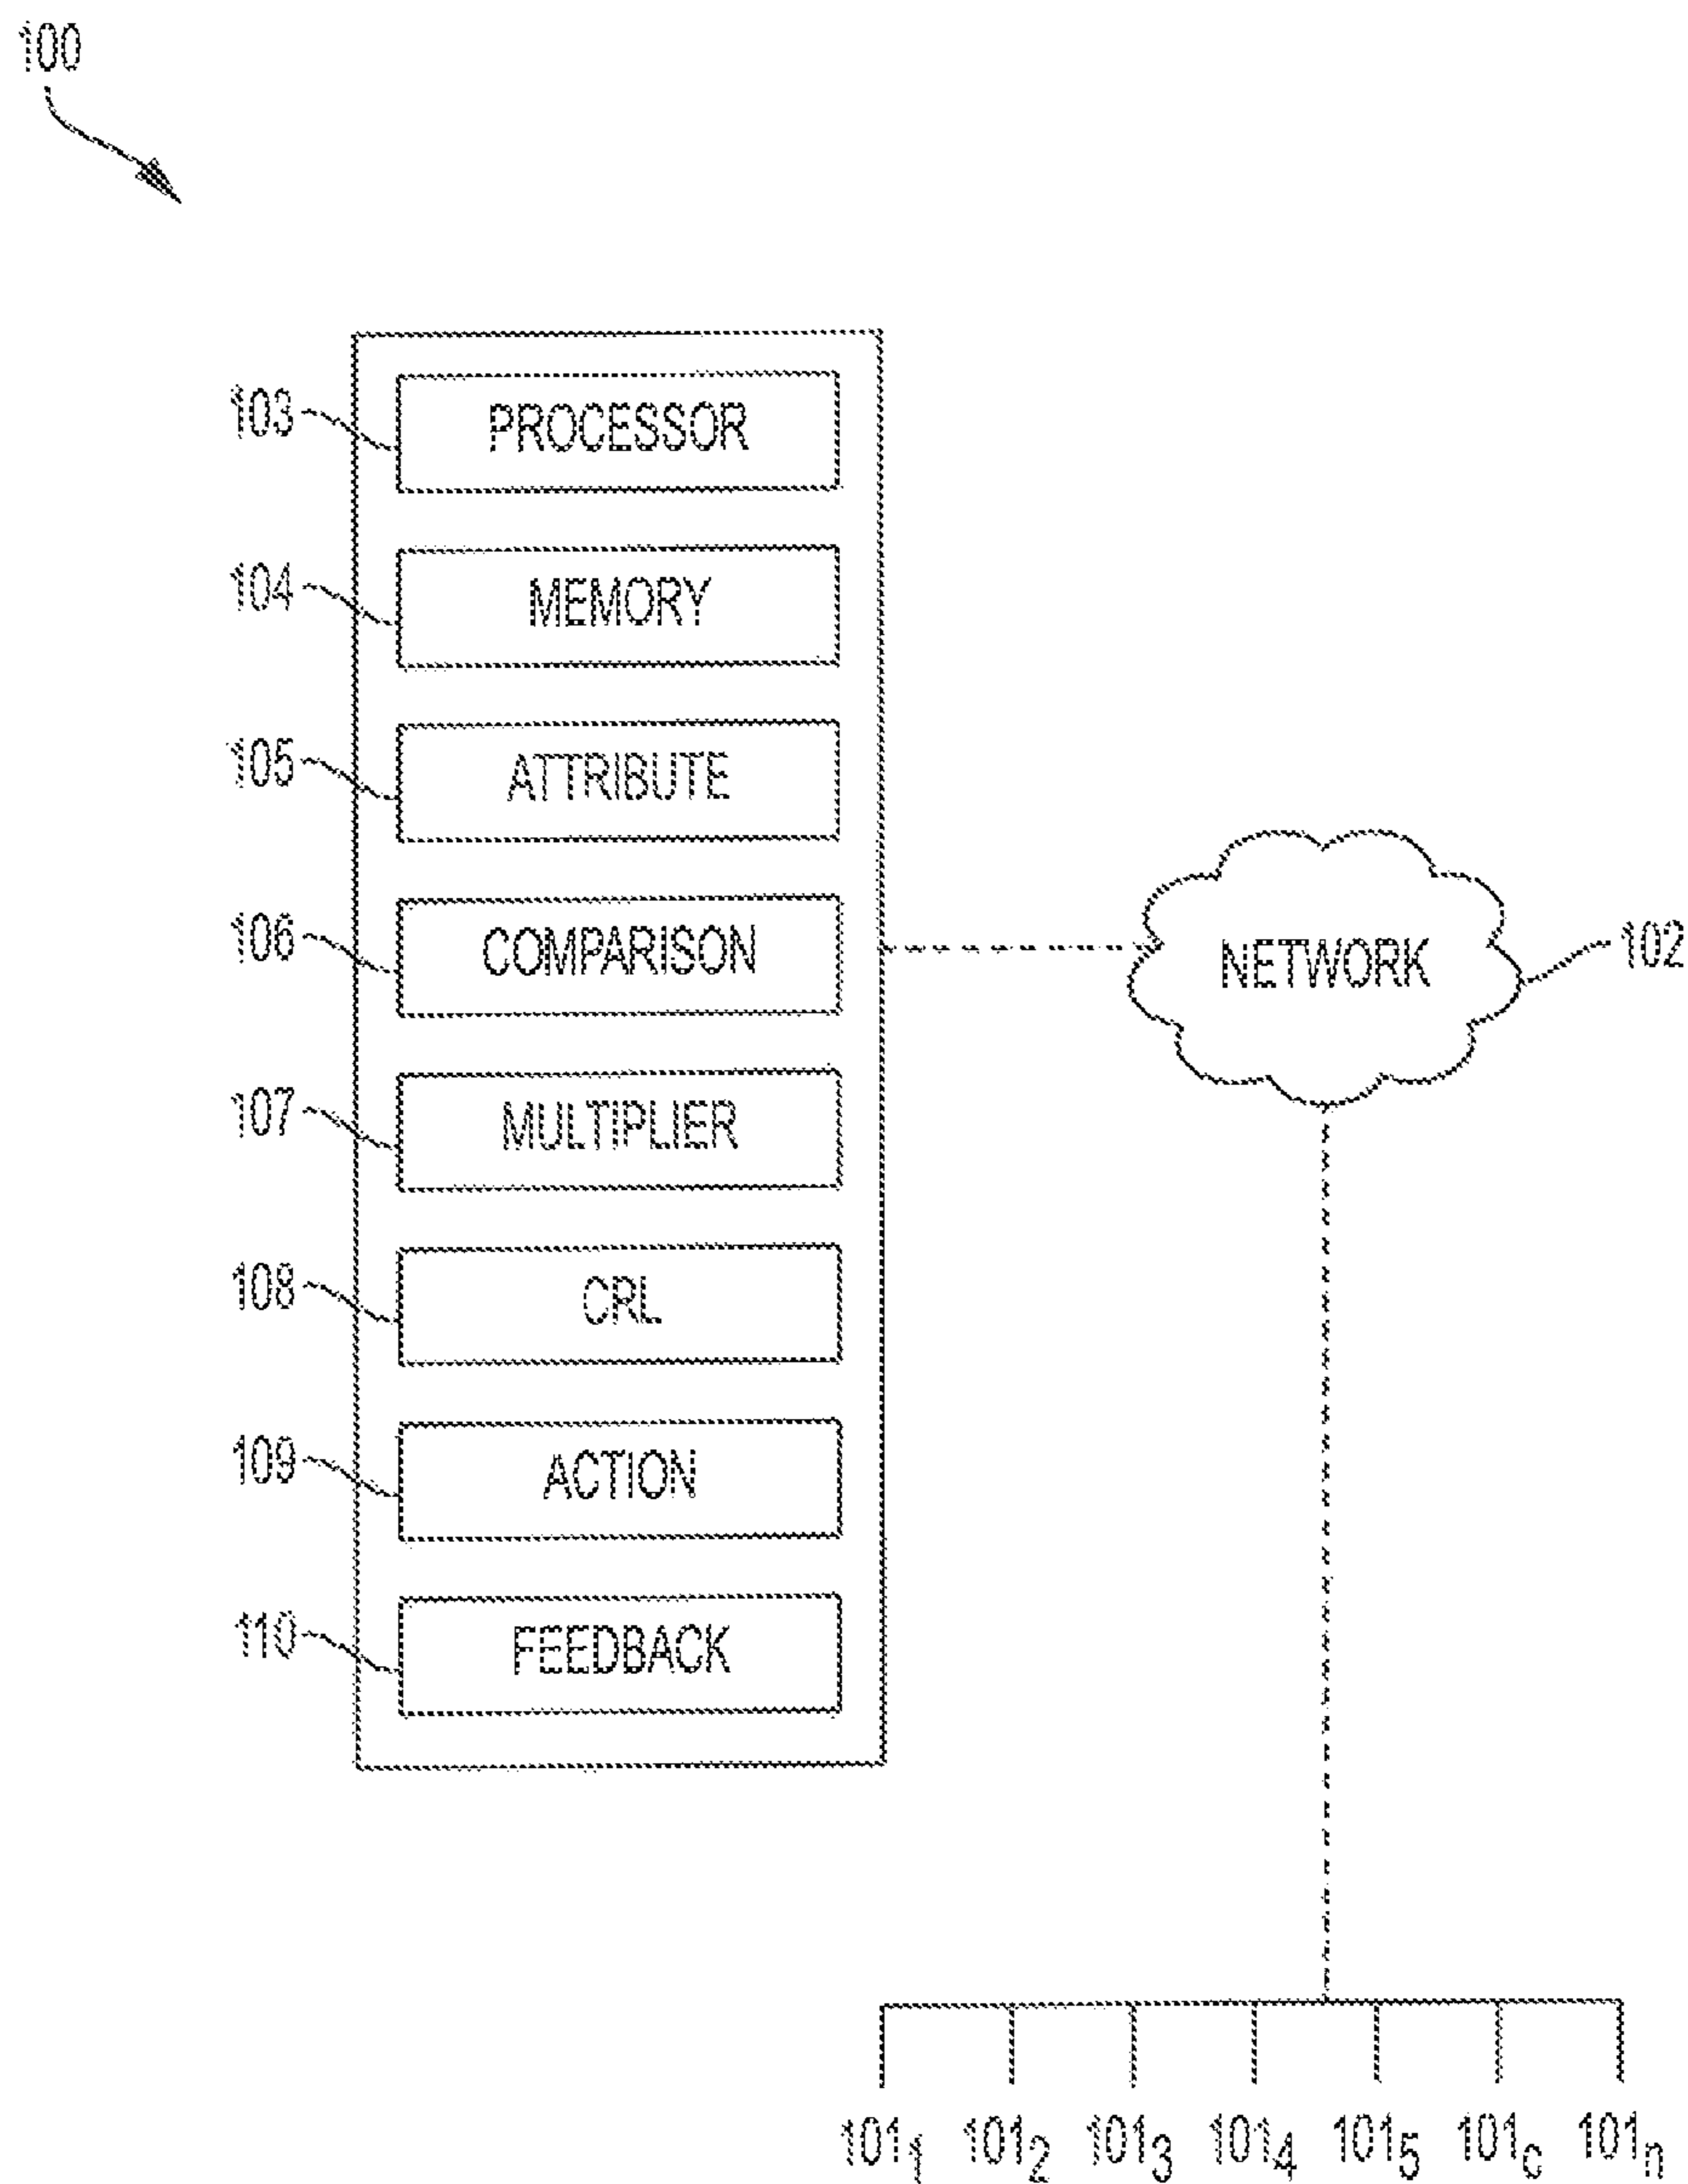 100
103 PROCESSOR
104 MEMORY
105 ATTRIBUTE
106 COMPARISON
NETWORK 102
107 MULTIPLIER
108 CRL
109 ACTION
110 FEEDBACK
101₁ 101₂ 101₃ 101₄ 101₅ 101c 101ₙ